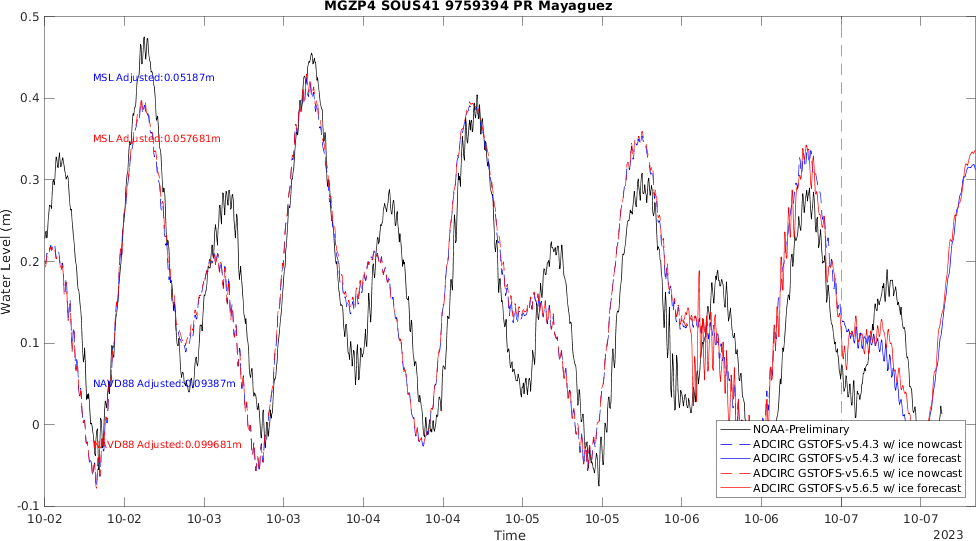 MGZP4 SOUS41 9759394 PR Mayaguez
0.5
MSL Adjusted:0.05187m
0.4
MSL Adjusted:0.057681m
0.3
0.2
Water Level (m)
0.1
NAVD88 Adjusted:0.09387m
0
NAVD88 Adjusted:0.099681m
NOAA-Preliminary
ADCIRC GSTOFS-v5.4.3 w/ ice nowcast
ADCIRC GSTOFS-v5.4.3 w/ ice forecast
ADCIRC GSTOFS-v5.6.5 w/ ice nowcast
ADCIRC GSTOFS-v5.6.5 w/ ice forecast
-0.1
10-02 10-02 10-03 10-03 10-04 10-04 10-05 10-05 10-06 10-06 10-07 10-07
Time
2023